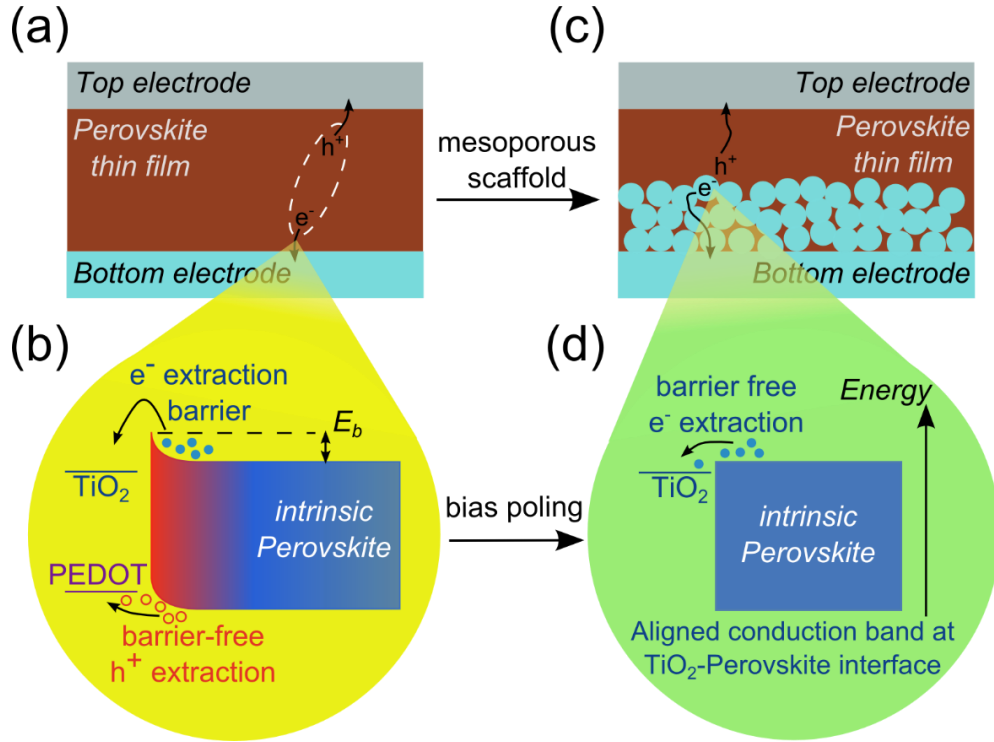 (a)
Top electrode
Perovskite
thin film
h+
e-
Bottom electrode
mesoporous
scaffold
(c)
Top electrode
Perovskite
thin film
h+
e-
Bottom electrode
(b)
e- extraction
barrier
Eb
TiO2
intrinsic
Perovskite
PEDOT
barrier-free
h+ extraction
bias poling
(d)
barrier free
e- extraction
Energy
TiO2
intrinsic
Perovskite
Aligned conduction band at
TiO2-Perovskite interface